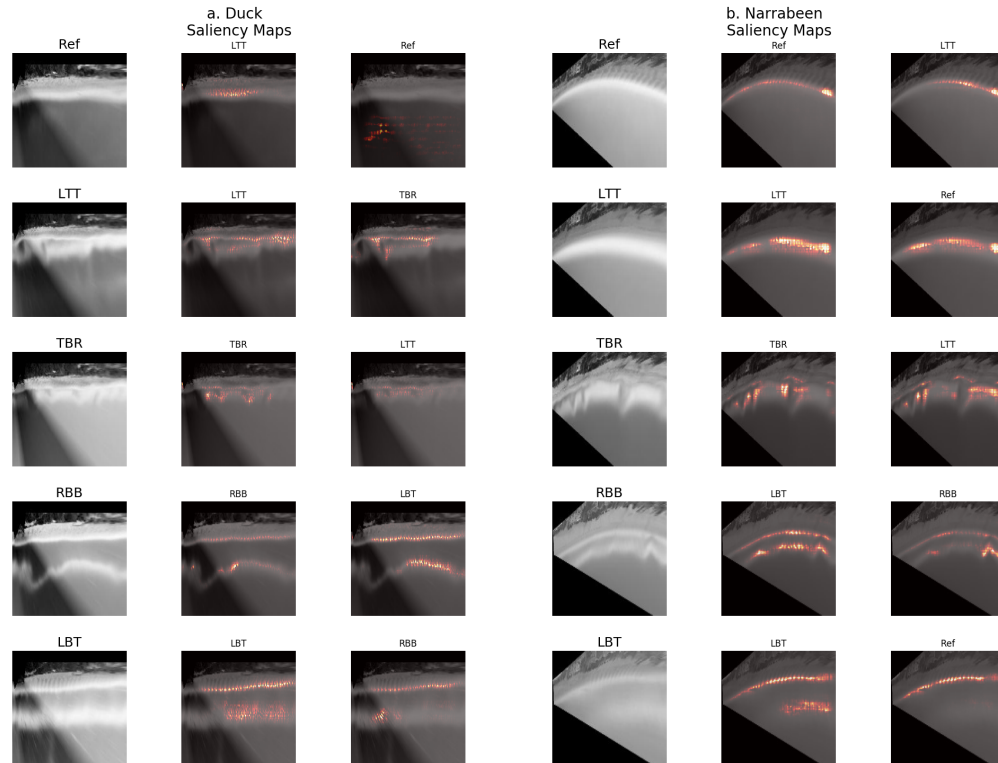 a. Duck
Saliency Maps
b. Narrabeen
Saliency Maps
Ref LTT Ref Ref Ref LTT
LTT LTT TBR LTT LTT Ref
TBR TBR LTT TBR TBR LTT
RBB RBB LBT RBB LBT RBB
LBT LBT RBB LBT LBT Ref